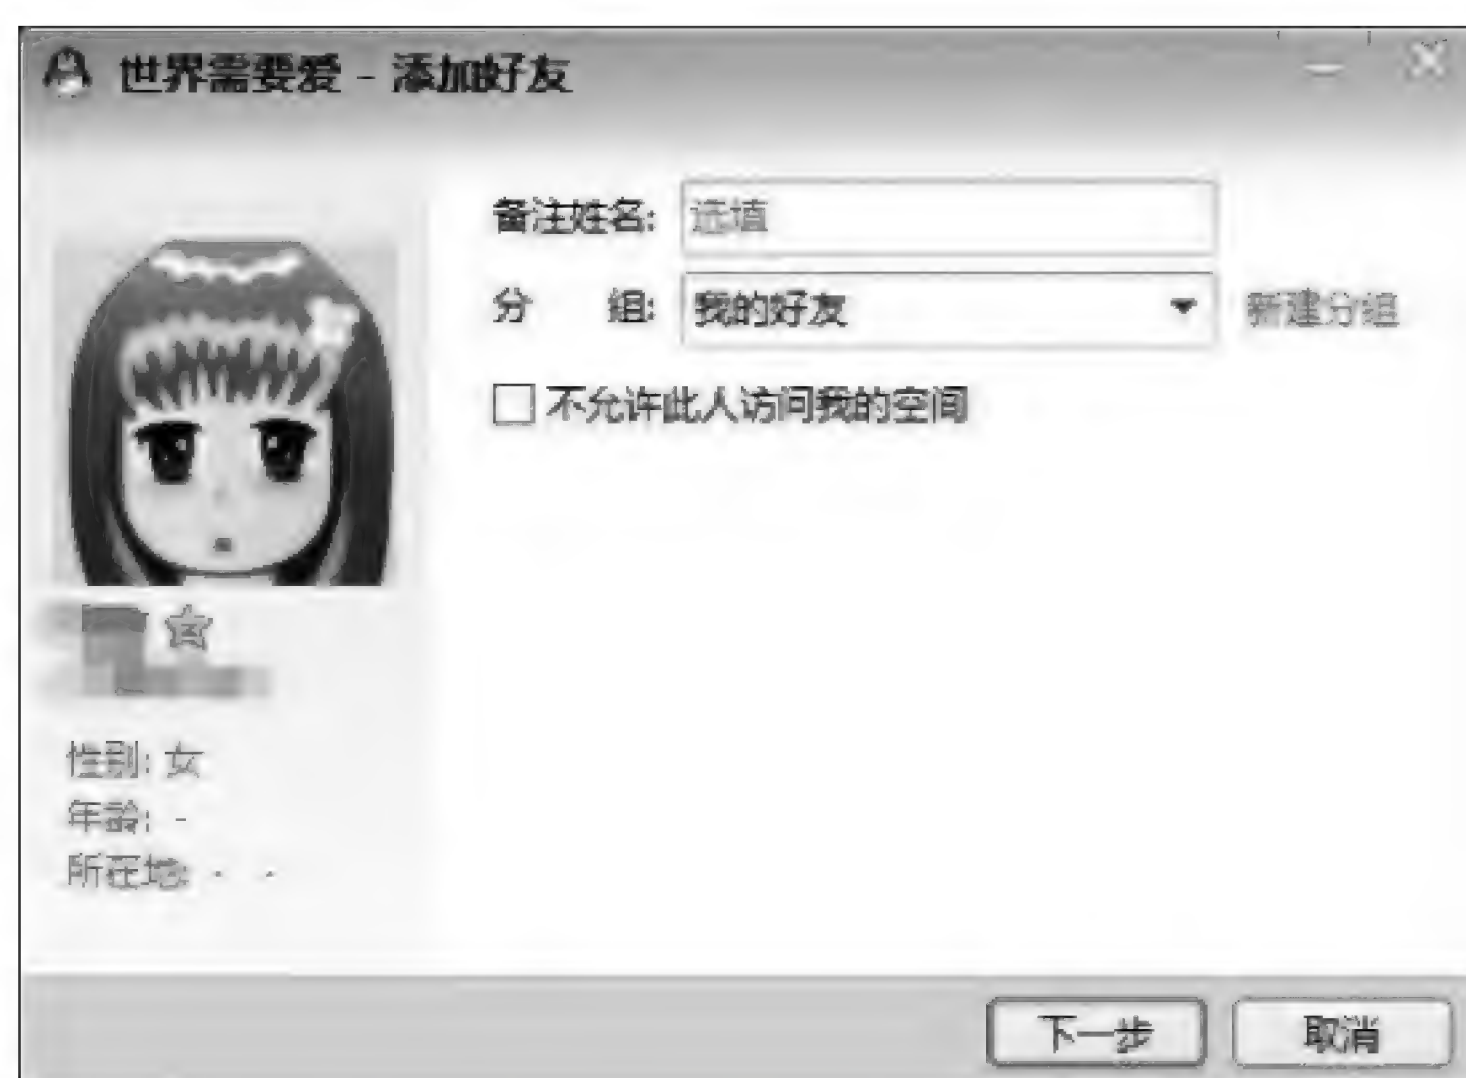 世界需要爱 - 添加好友
备注姓名: 选填
分 组: 我的好友 新建分组
不允许此人访问我的空间
性别: 女
年龄: -
所在地: - -
下一步 取消